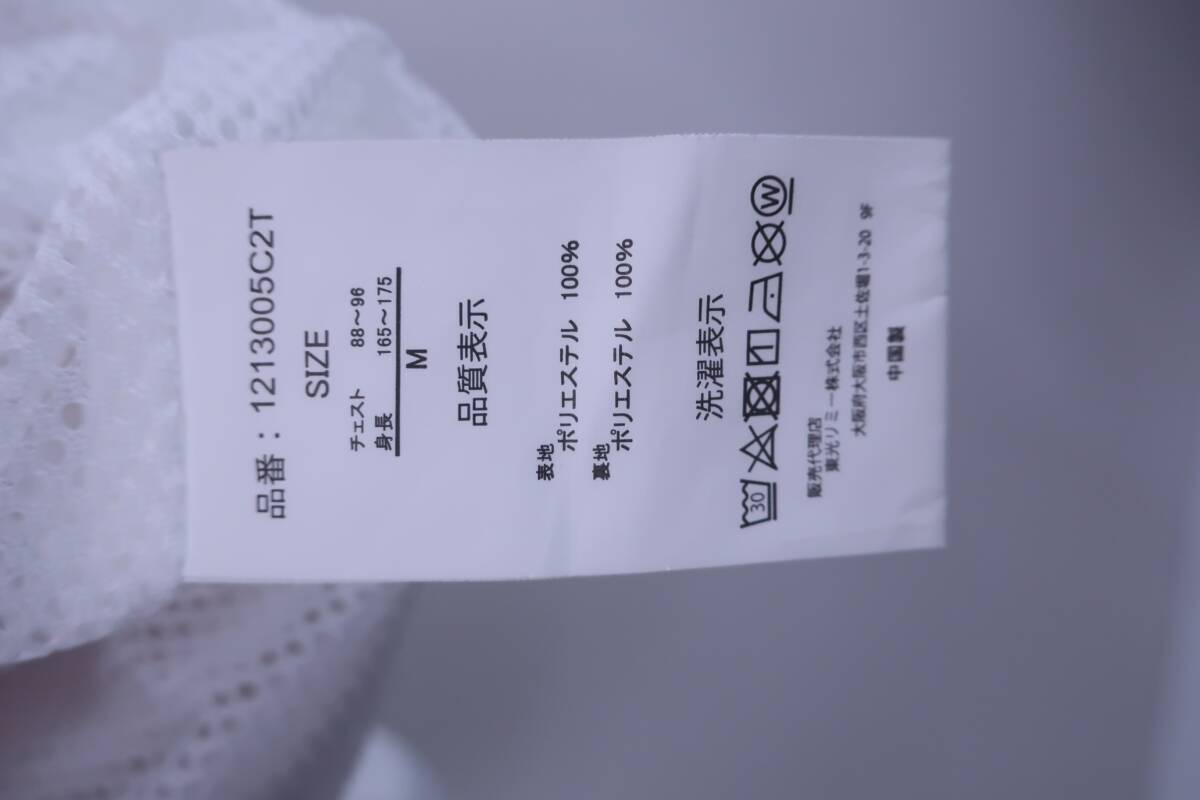 品番：1213005C2T
SIZE
チェスト 88～96
身長 165～175
M
品質表示
表地
ポリエステル 100%
裏地
ポリエステル 100%
洗濯表示
30 W
販売代理店
東光リミー株式会社
大阪府大阪市西区土佐堀1-3-20 9F
中国製